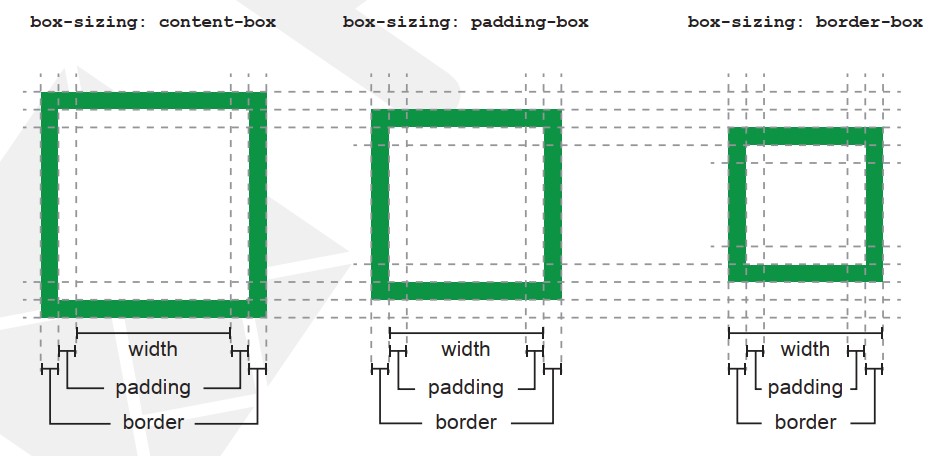 box-sizing: content-box
box-sizing: padding-box
box-sizing: border-box
width
padding
border
width
padding
border
width
padding
border